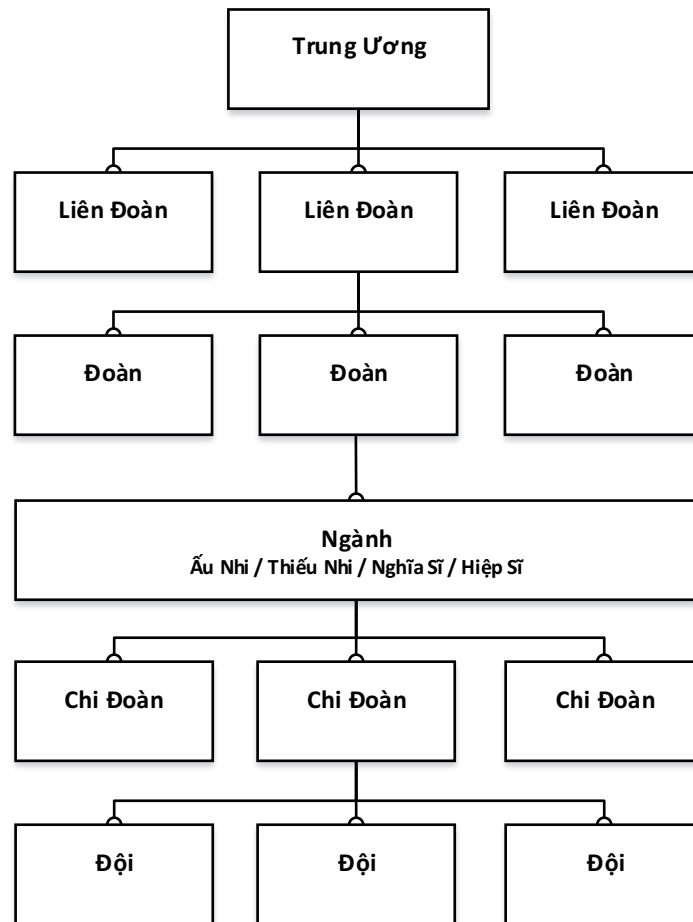 Trung Ương
Liên Đoàn Liên Đoàn Liên Đoàn
Đoàn Đoàn Đoàn
Ngành
Ấu Nhi / Thiếu Nhi / Nghĩa Sĩ / Hiệp Sĩ
Chi Đoàn Chi Đoàn Chi Đoàn
Đội Đội Đội